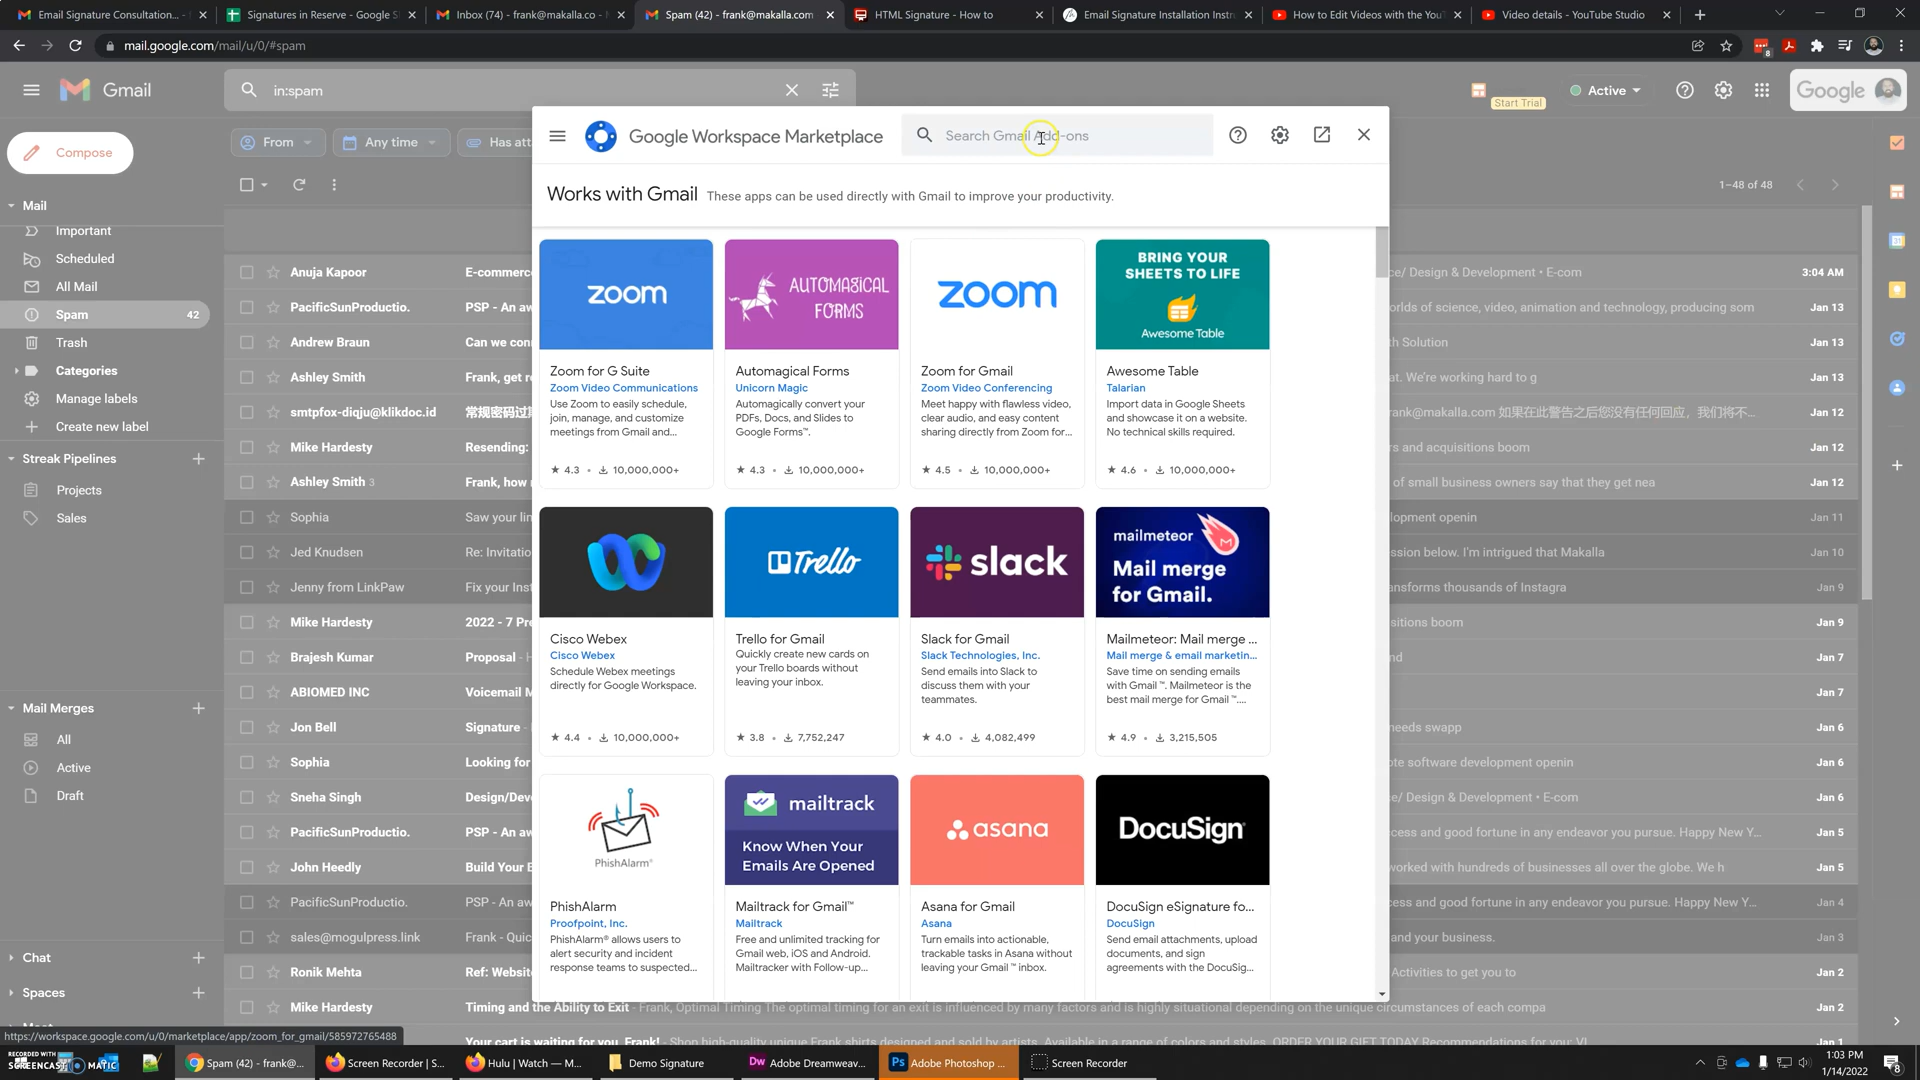 Email Signature Consultation...
Signatures in Reserve - Google S
Inbox (74) - frank@makalla.co
Spam (42) - frank@makalla.com
HTML Signature - How to
Email Signature Installation Inst
How to Edit Videos with the You
Video details - YouTube Studio
mail.google.com/mail/u/0/#spam
8
Gmail
in:spam
Start Trial
Active
Google
Compose
From
Any time
Has att
1–48 of 48
Google Workspace Marketplace
Search Gmail Add-ons
Works with Gmail
These apps can be used directly with Gmail to improve your productivity.
Mail
Important
Scheduled
All Mail
Spam
42
Trash
Categories
Manage labels
Create new label
Streak Pipelines
Projects
Sales
Mail Merges
All
Active
Draft
Chat
Spaces
Anuja Kapoor
E-commerc
ce/ Design & Development • E-com
3:04 AM
PacificSunProductio.
PSP - An aw
orlds of science, video, animation and technology, producing som
Jan 13
Andrew Braun
Can we conn
th Solution
Jan 13
Ashley Smith
Frank, get r
at. We're working hard to g
Jan 13
smtpfox-diqju@klikdoc.id
常规密码过
frank@makalla.com 如果在此警告之后您没有任何回应，我们将不...
Jan 12
Mike Hardesty
Resending:
rs and acquisitions boom
Jan 12
Ashley Smith 3
Frank, how
of small business owners say that they get nea
Jan 12
Sophia
Saw your lin
lopment openin
Jan 11
Jed Knudsen
Re: Invitatio
ssion below. I'm intrigued that Makalla
Jan 10
Jenny from LinkPaw
Fix your Inst
ansforms thousands of Instagra
Jan 9
Mike Hardesty
2022 - 7 Pr
sitions boom
Jan 9
Brajesh Kumar
Proposal - H
nd
Jan 7
ABIOMED INC
Voicemail M
Jan 7
Jon Bell
Signature -
needs swapp
Jan 6
Sophia
Looking for
ote software development openin
Jan 6
Sneha Singh
Design/Dev
ce/ Design & Development • E-com
Jan 6
PacificSunProductio.
PSP - An aw
ccess and good fortune in any endeavor you pursue. Happy New Y...
Jan 5
John Heedly
Build Your B
worked with hundreds of businesses all over the globe. We h
Jan 5
PacificSunProductio.
PSP - An aw
ccess and good fortune in any endeavor you pursue. Happy New Y...
Jan 4
sales@mogulpress.link
Frank - Quic
and your business.
Jan 3
Ronik Mehta
Ref: Website
Activities to get you to
Jan 2
Mike Hardesty
Timing and the Ability to Exit - Frank, Optimal Timing The optimal timing for an exit is influenced by many factors and is highly situational dependent on the unique circumstances of each compa
Jan 2
Your cart is waiting for you, Frank!
Jan 1
zoom
Zoom for G Suite
Zoom Video Communications
Use Zoom to easily schedule,
join, manage, and customize
meetings from Gmail and...
4.3 • 10,000,000+
AUTOMAGICAL
FORMS
Automagical Forms
Unicorn Magic
Automatically convert your
PDFs, Docs, and Slides to
Google Forms™.
4.3 • 10,000,000+
zoom
Zoom for Gmail
Zoom Video Conferencing
Meet happy with flawless video,
clear audio, and easy content
sharing directly from Zoom for...
4.5 • 10,000,000+
BRING YOUR
SHEETS TO LIFE
Awesome Table
Awesome Table
Talarian
Import data in Google Sheets
and showcase it on a website.
No technical skills required.
4.6 • 10,000,000+
Cisco Webex
Cisco Webex
Schedule Webex meetings
directly for Google Workspace.
4.4 • 10,000,000+
Trello
Trello for Gmail
Quickly create new cards on
your Trello boards without
leaving your inbox.
3.8 • 7,752,247
slack
Slack for Gmail
Slack Technologies, Inc.
Send emails into Slack to
discuss them with your
teammates.
4.0 • 4,082,499
mailmeteor
Mail merge
for Gmail.
Mailmeteor: Mail merge ...
Mail merge & email marketin...
Save time on sending emails
with Gmail ™. Mailmeteor is the
best mail merge for Gmail ™....
4.9 • 3,215,505
PhishAlarm®
PhishAlarm
Proofpoint, Inc.
PhishAlarm® allows users to
alert security and incident
response teams to suspected...
mailtrack
Know When Your
Emails Are Opened
Mailtrack for Gmail™
Mailtrack
Free and unlimited tracking for
Gmail web, iOS and Android.
Mailtracker with Follow-up...
asana
Asana for Gmail
Asana
Turn emails into actionable,
trackable tasks in Asana without
leaving your Gmail ™ inbox.
DocuSign
DocuSign eSignature fo...
DocuSign
Send email attachments, upload
documents, and sign
agreements with the DocuSig...
https://workspace.google.com/u/0/marketplace/app/zoom_for_gmail/585972765488
RECORDED WITH
SCREENCAST MATIC
Spam (42) - frank@...
Screen Recorder | S...
Hulu | Watch — M...
Demo Signature
Dw
Adobe Dreamweav...
Ps
Adobe Photoshop ...
Screen Recorder
1:03 PM
1/14/2022
8